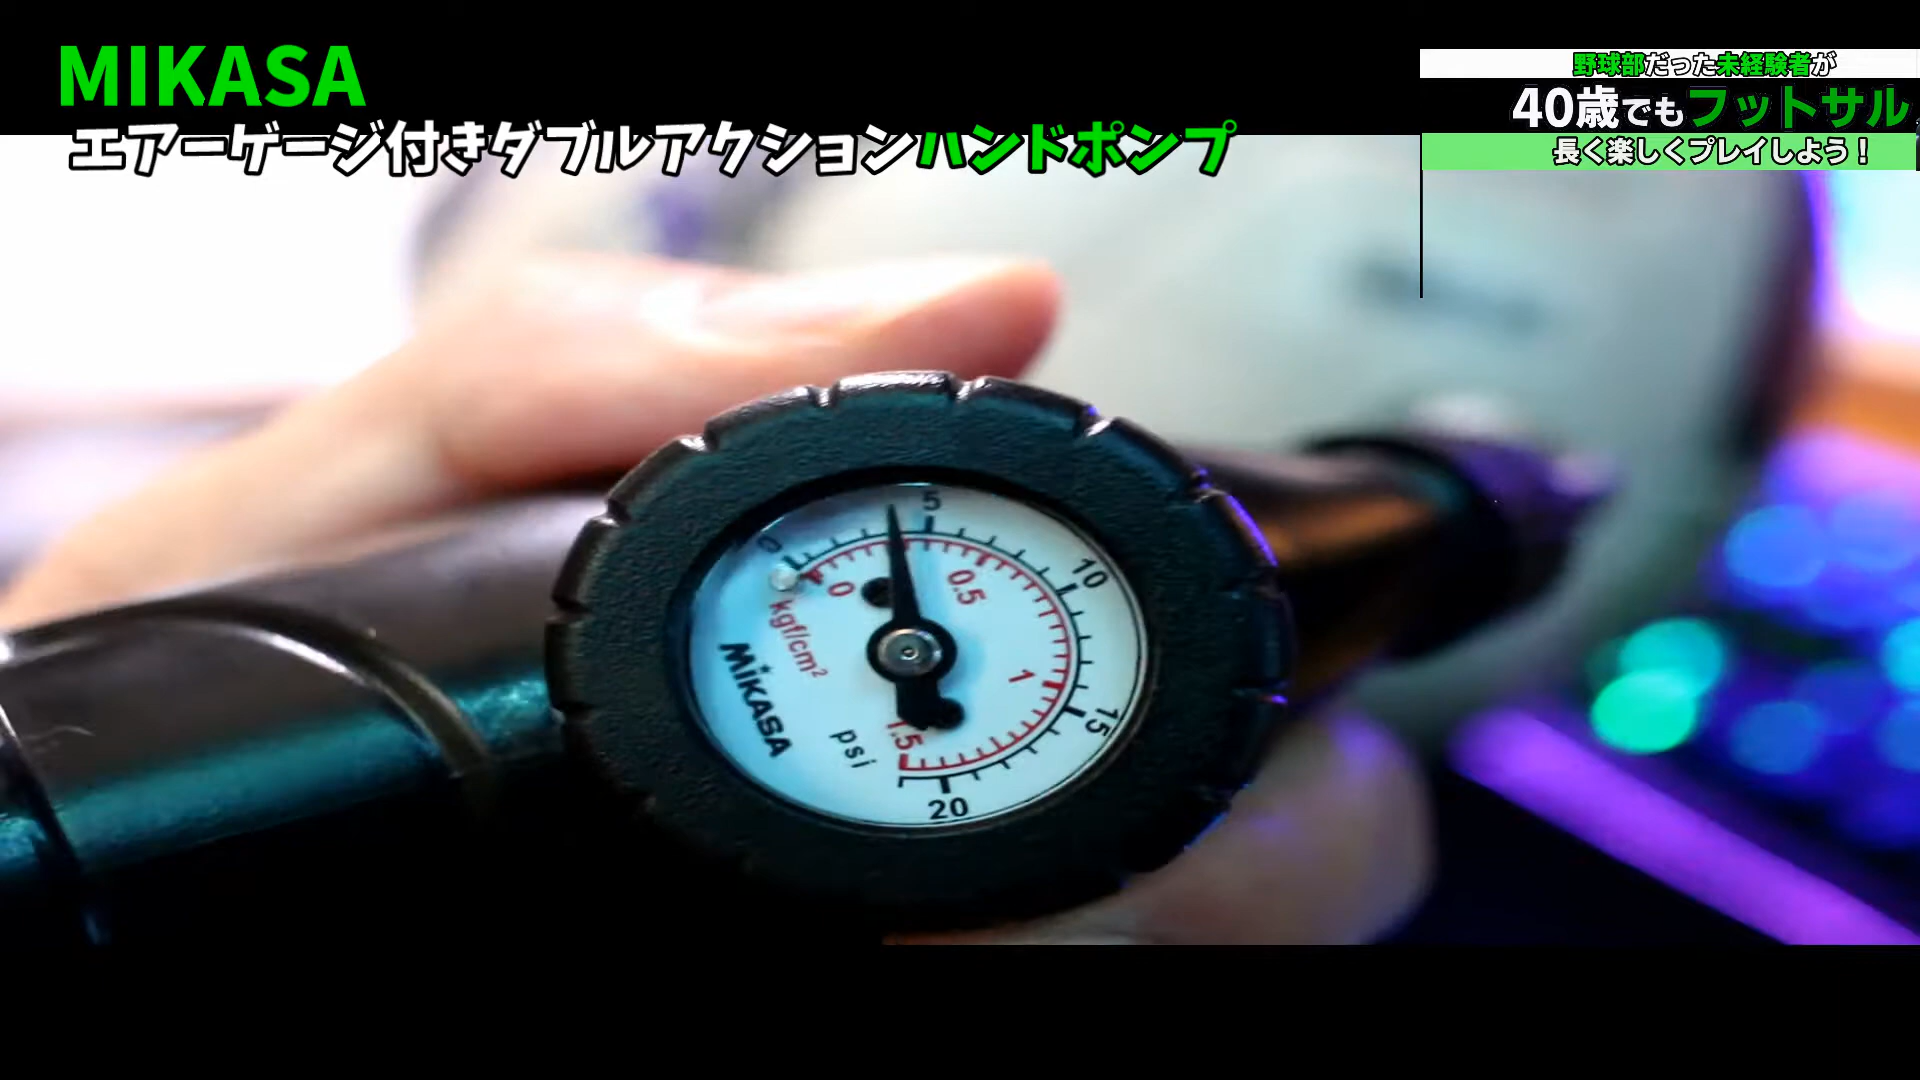 MIKASA
エアーゲージ付きダブルアクションハンドポンプ
野球部だった未経験者が
40歳でもフットサル
長く楽しくプレイしよう!
0
5
10
15
20
0
0.5
1
1.5
kgf/cm²
MiKASA
psi